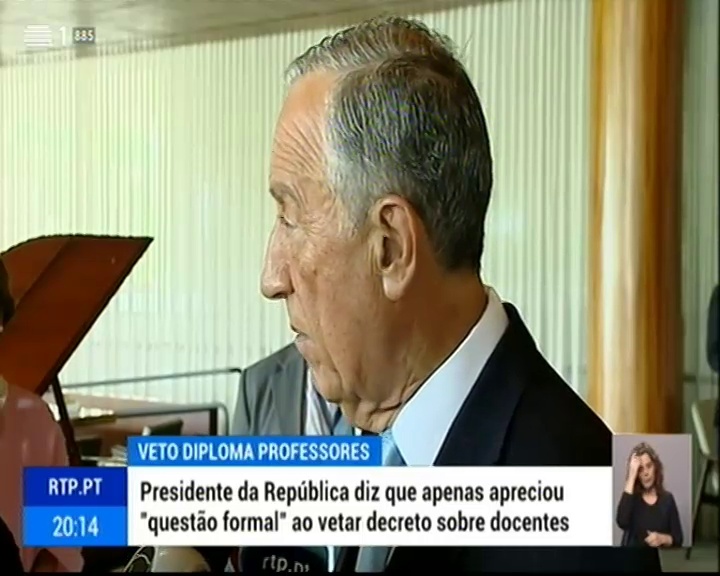 1 885
VETO DIPLOMA PROFESSORES
RTP.PT
Presidente da República diz que apenas apreciou
20:14
"questão formal" ao vetar decreto sobre docentes
rtp.pt